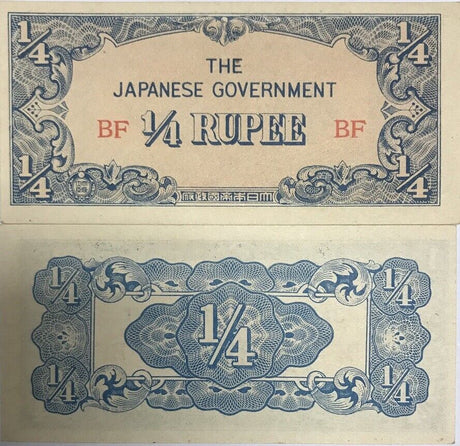 1/4 1/4
THE
JAPANESE GOVERNMENT
BF 1/4 RUPEE BF
1/4 1/4
1/4 1/4
1/4
1/4 1/4